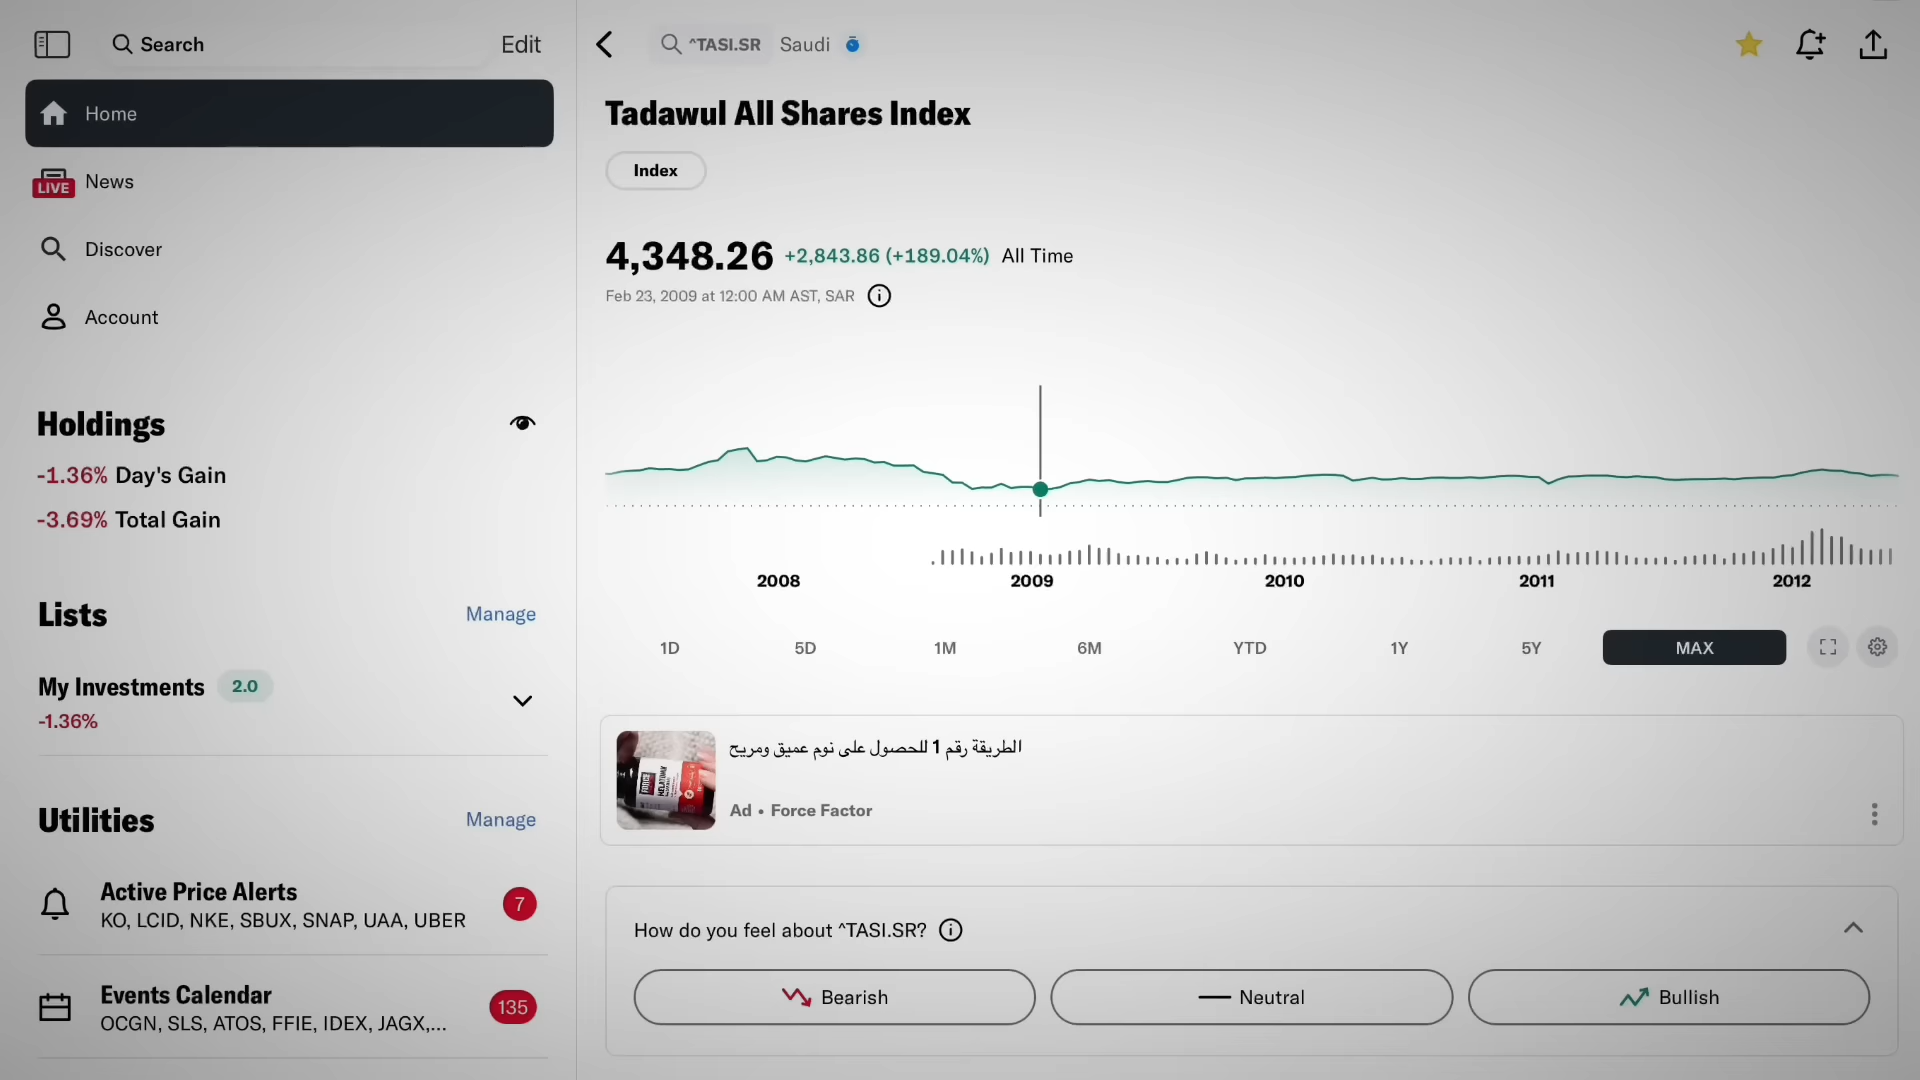 Search
Edit
Home
LIVE
News
Discover
Account
Holdings
-1.36% Day's Gain
-3.69% Total Gain
Lists
Manage
My Investments 2.0
-1.36%
Utilities
Manage
Active Price Alerts
KO, LCID, NKE, SBUX, SNAP, UAA, UBER
7
Events Calendar
OCGN, SLS, ATOS, FFIE, IDEX, JAGX,...
135
^TASI.SR Saudi
Tadawul All Shares Index
Index
4,348.26 +2,843.86 (+189.04%) All Time
Feb 23, 2009 at 12:00 AM AST, SAR
2008 2009 2010 2011 2012
1D 5D 1M 6M YTD 1Y 5Y MAX
الطريقة رقم 1 للحصول على نوم عميق ومريح
FORCE FACTOR
MELATONIN
Ad • Force Factor
How do you feel about ^TASI.SR?
Bearish Neutral Bullish